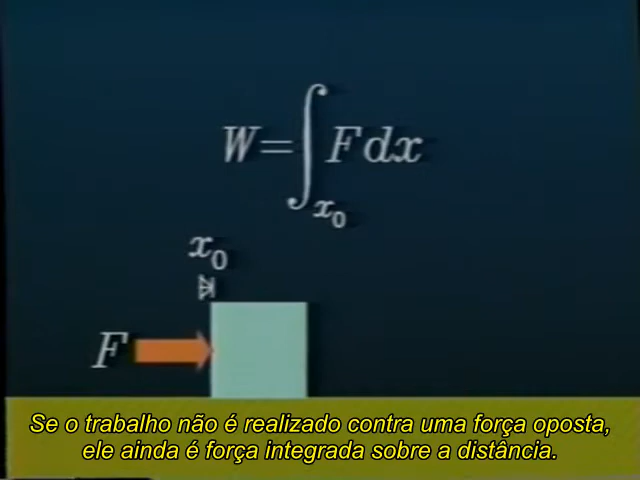 W=∫F dx
x₀
x₀
F
Se o trabalho não é realizado contra uma força oposta,
ele ainda é força integrada sobre a distância.